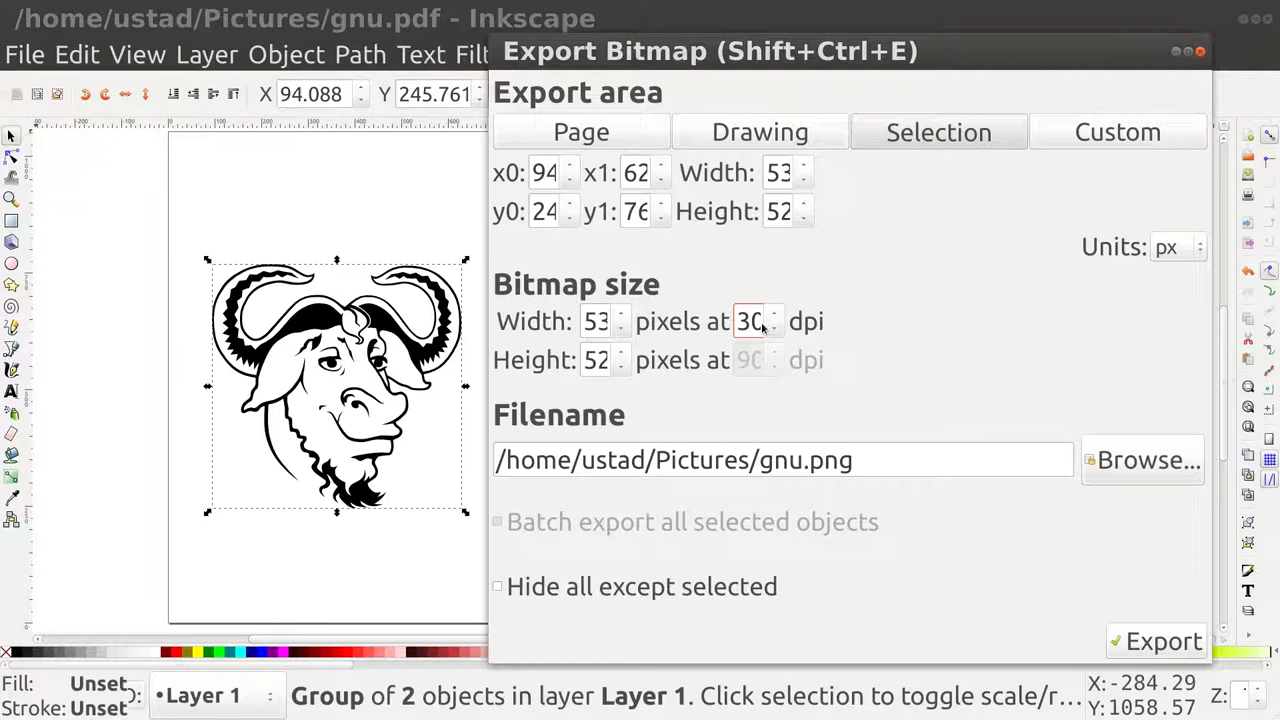 /home/ustad/Pictures/gnu.pdf - Inkscape
File Edit View Layer Object Path Text Filt
X 94.088 Y 245.761
Export Bitmap (Shift+Ctrl+E)
Export area
Page Drawing Selection Custom
x0: 94 x1: 62 Width: 53
y0: 24 y1: 76 Height: 52
Units: px
Bitmap size
Width: 53 pixels at 30 dpi
Height: 52 pixels at 90 dpi
Filename
/home/ustad/Pictures/gnu.png Browse...
Batch export all selected objects
Hide all except selected
Export
Fill: Unset
Stroke: Unset
O: •Layer 1 Group of 2 objects in layer Layer 1. Click selection to toggle scale/r...
X:-284.29
Y:1058.57
Z: